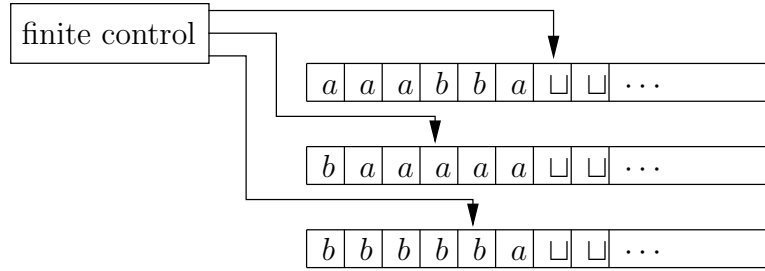 finite control
a a a b b a ⊔ ⊔ ···
b a a a a a ⊔ ⊔ ···
b b b b b a ⊔ ⊔ ···